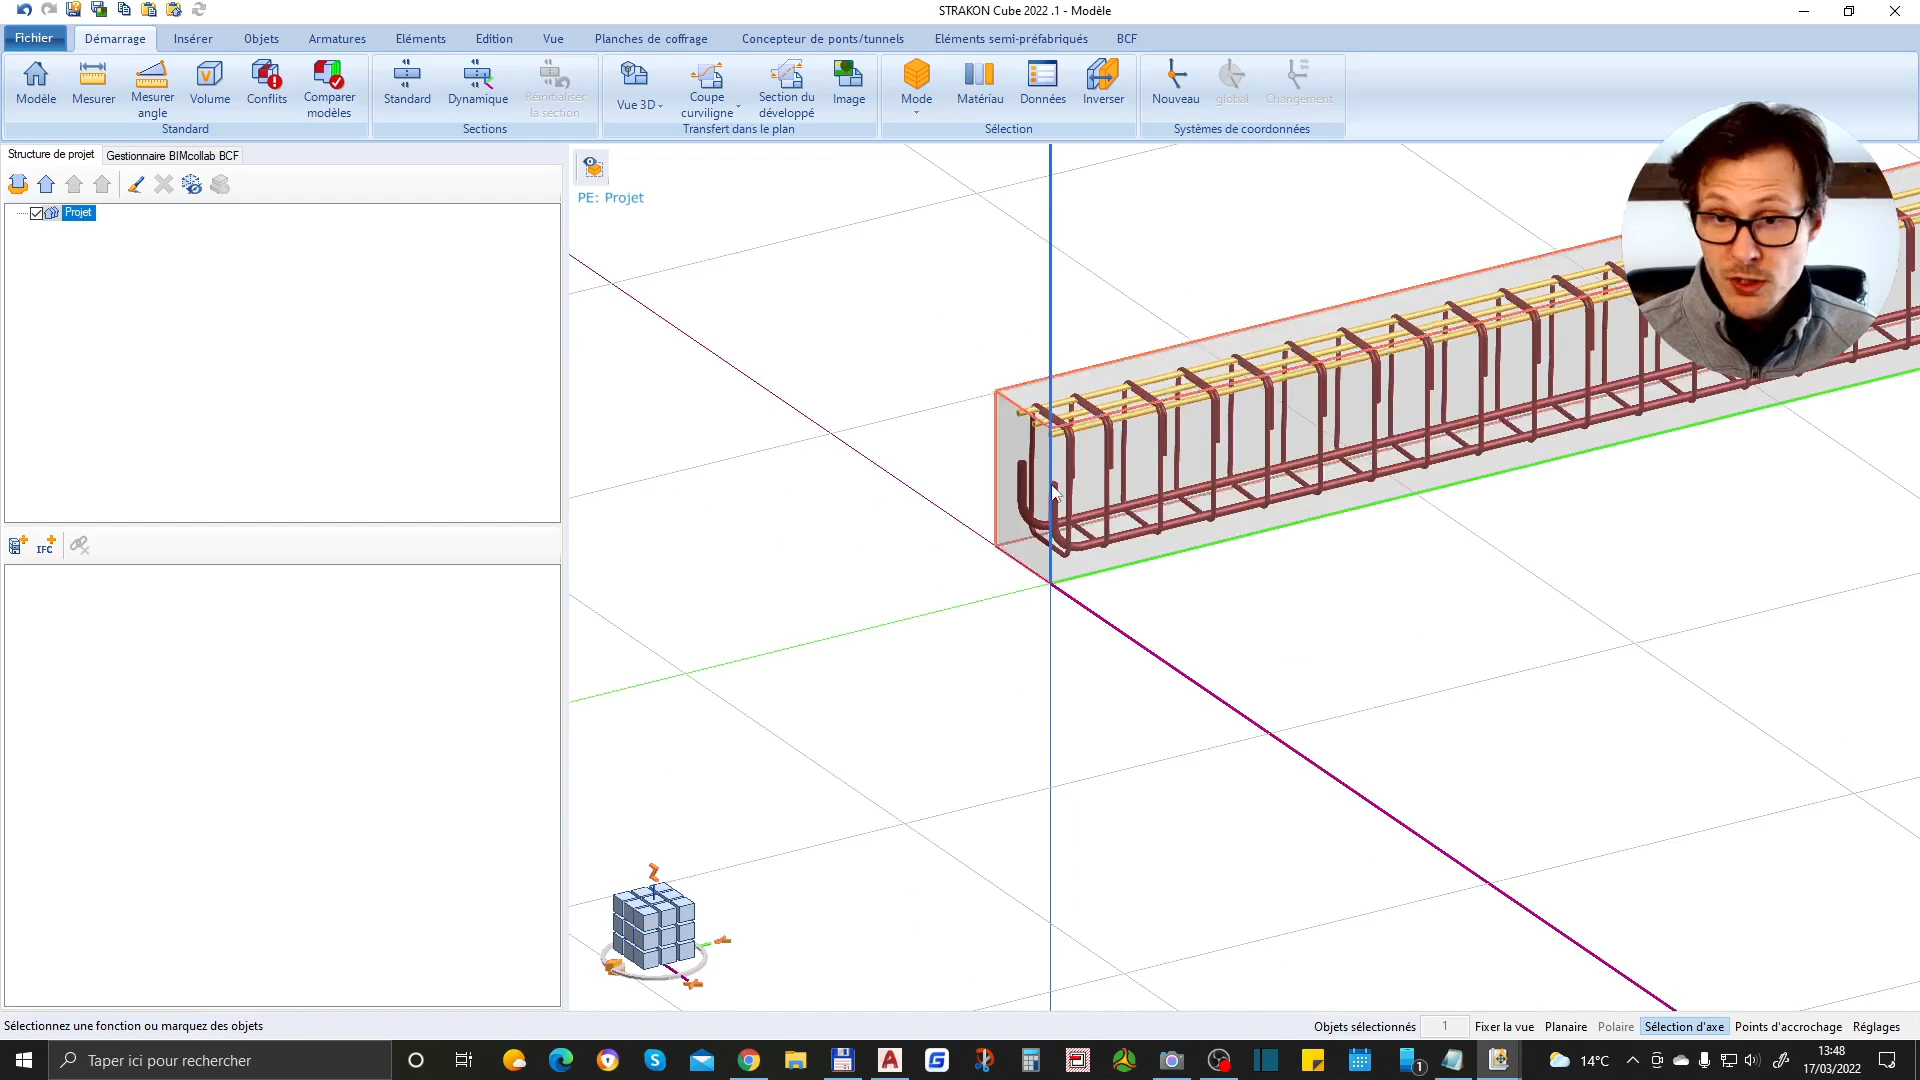 STRAKON Cube 2022 .1 - Modèle
Fichier
Démarrage
Insérer
Objets
Armatures
Eléments
Edition
Vue
Planches de coffrage
Concepteur de ponts/tunnels
Eléments semi-préfabriqués
BCF
Modèle
Mesurer
Mesurer
angle
Volume
Conflits
Comparer
modèles
Standard
Standard
Dynamique
Réinitialiser
la section
Sections
Vue 3D
Coupe
curviligne
Section du
développé
Image
Transfert dans le plan
Mode
Matériau
Données
Inverser
Sélection
Nouveau
global
Changement
Systèmes de coordonnées
Structure de projet
Gestionnaire BIMcollab BCF
Projet
PE: Projet
IFC
Sélectionnez une fonction ou marquez des objets
Objets sélectionnés
1
Fixer la vue
Planaire
Polaire
Sélection d'axe
Points d'accrochage
Réglages
Taper ici pour rechercher
1
14°C
13:48
17/03/2022